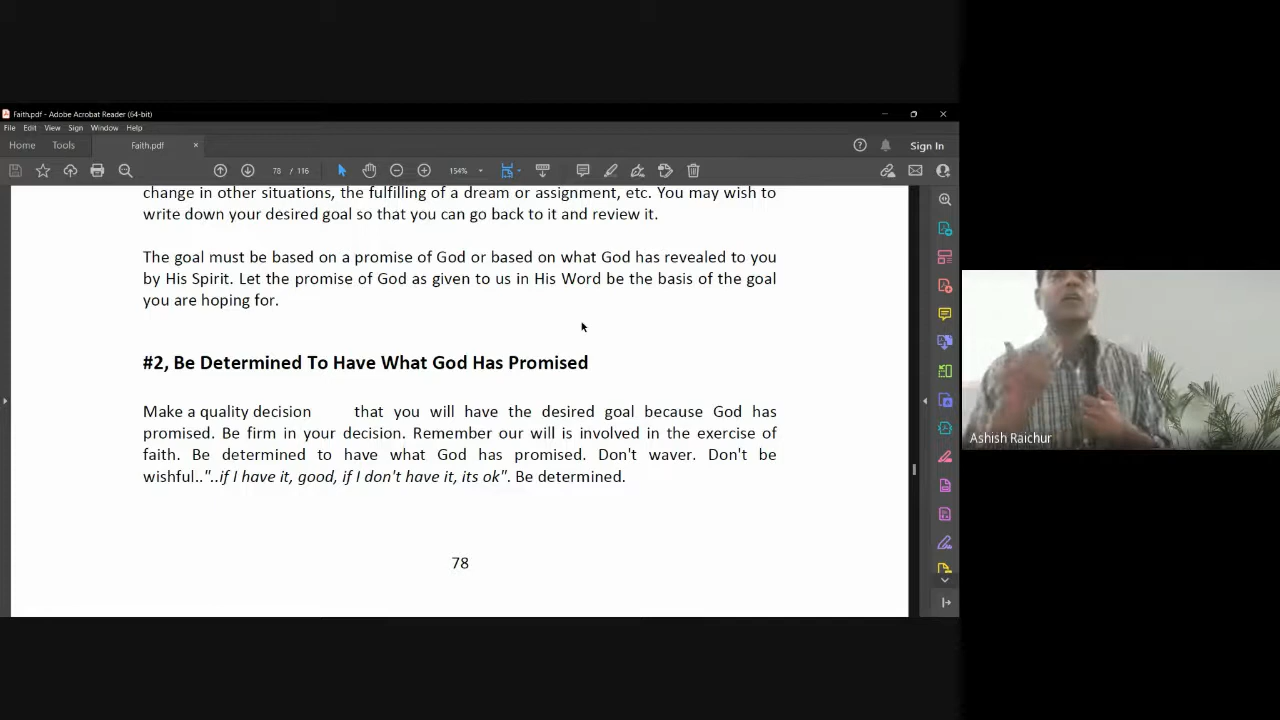 Faith.pdf - Adobe Acrobat Reader (64-bit)
File Edit View Sign Window Help
Home Tools Faith.pdf × Sign In
78 / 116 154%
change in other situations, the fulfilling of a dream or assignment, etc. You may wish to
write down your desired goal so that you can go back to it and review it.
The goal must be based on a promise of God or based on what God has revealed to you
by His Spirit. Let the promise of God as given to us in His Word be the basis of the goal
you are hoping for.
#2, Be Determined To Have What God Has Promised
Make a quality decision that you will have the desired goal because God has
promised. Be firm in your decision. Remember our will is involved in the exercise of
faith. Be determined to have what God has promised. Don't waver. Don't be
wishful.."..if I have it, good, if I don't have it, its ok". Be determined.
78
Ashish Raichur